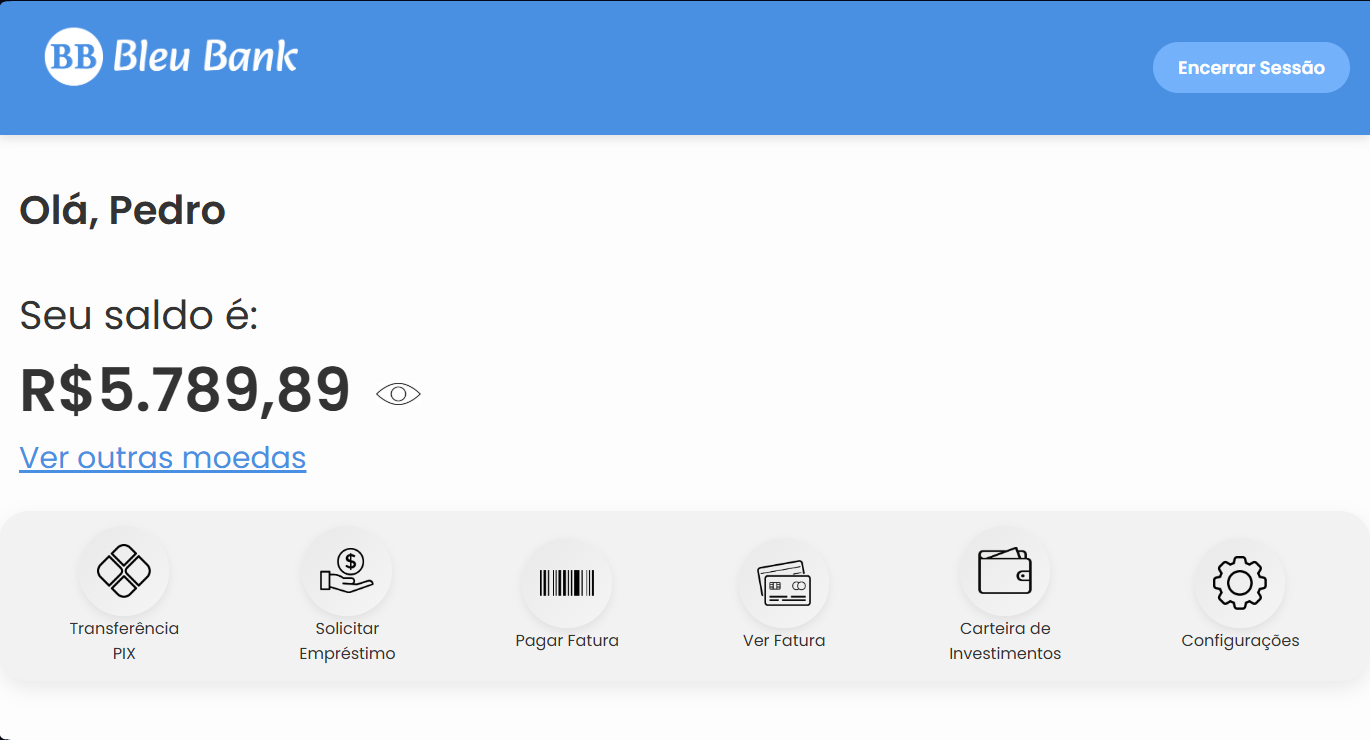 BB Bleu Bank
Encerrar Sessão
Olá, Pedro
Seu saldo é:
R$5.789,89
Ver outras moedas
$
Transferência
PIX
Solicitar
Empréstimo
Pagar Fatura
Ver Fatura
Carteira de
Investimentos
Configurações